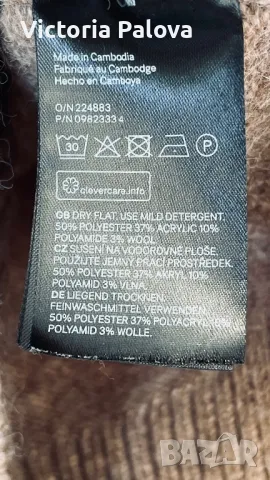 Victoria Palova
Made in Cambodia
Fabriqué au Cambodge
Hecho en Camboya
O/N 224883
P/N 09823334
30
P
clevercare.info
GB DRY FLAT. USE MILD DETERGENT.
50% POLYESTER 37% ACRYLIC 10%
POLYAMIDE 3% WOOL
CZ SUŠENÍ NA VODOROVNÉ PLOŠE.
POUŽIJTE JEMNÝ PRACÍ PROSTŘEDEK.
50% POLYESTER 37% AKRYL 10%
POLYAMID 3% VLNA.
DE LIEGEND TROCKNEN.
FEINWASCHMITTEL VERWENDEN.
50% POLYESTER 37% POLYACRYL 10%
POLYAMID 3% WOLLE.
bazar